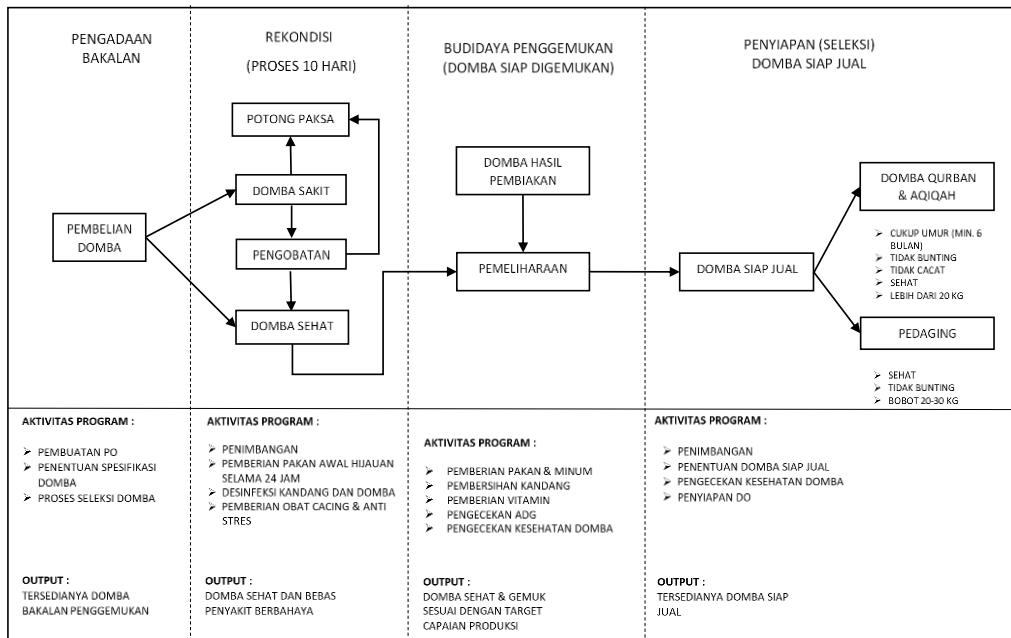 PENGADAAN
BAKALAN
REKONDISI
(PROSES 10 HARI)
BUDIDAYA PENGGEMUKAN
(DOMBA SIAP DIGEMUKAN)
PENYIAPAN (SELEKSI)
DOMBA SIAP JUAL
POTONG PAKSA
DOMBA SAKIT
PEMBELIAN
DOMBA
PENGOBATAN
DOMBA SEHAT
DOMBA HASIL
PEMBIAKAN
PEMELIHARAAN
DOMBA SIAP JUAL
DOMBA QURBAN
& AQIQAH
➢ CUKUP UMUR (MIN. 6
BULAN)
➢ TIDAK BUNTING
➢ TIDAK CACAT
➢ SEHAT
➢ LEBIH DARI 20 KG
PEDAGING
➢ SEHAT
➢ TIDAK BUNTING
➢ BOBOT 20-30 KG
AKTIVITAS PROGRAM :
➢ PEMBUATAN PO
➢ PENENTUAN SPESIFIKASI
DOMBA
➢ PROSES SELEKSI DOMBA
OUTPUT :
TERSEDIANYA DOMBA
BAKALAN PENGGEMUKAN
AKTIVITAS PROGRAM :
➢ PENIMBANGAN
➢ PEMBERIAN PAKAN AWAL HIJAUAN
SELAMA 24 JAM
➢ DESINFEKSI KANDANG DAN DOMBA
➢ PEMBERIAN OBAT CACING & ANTI
STRES
OUTPUT :
DOMBA SEHAT DAN BEBAS
PENYAKIT BERBAHAYA
AKTIVITAS PROGRAM :
➢ PEMBERIAN PAKAN & MINUM
➢ PEMBERSIHAN KANDANG
➢ PEMBERIAN VITAMIN
➢ PENGECEKAN ADG
➢ PENGECEKAN KESEHATAN DOMBA
OUTPUT :
DOMBA SEHAT & GEMUK
SESUAI DENGAN TARGET
CAPAIAN PRODUKSI
AKTIVITAS PROGRAM :
➢ PENIMBANGAN
➢ PENENTUAN DOMBA SIAP JUAL
➢ PENGECEKAN KESEHATAN DOMBA
➢ PENYIAPAN DO
OUTPUT :
TERSEDIANYA DOMBA SIAP
JUAL